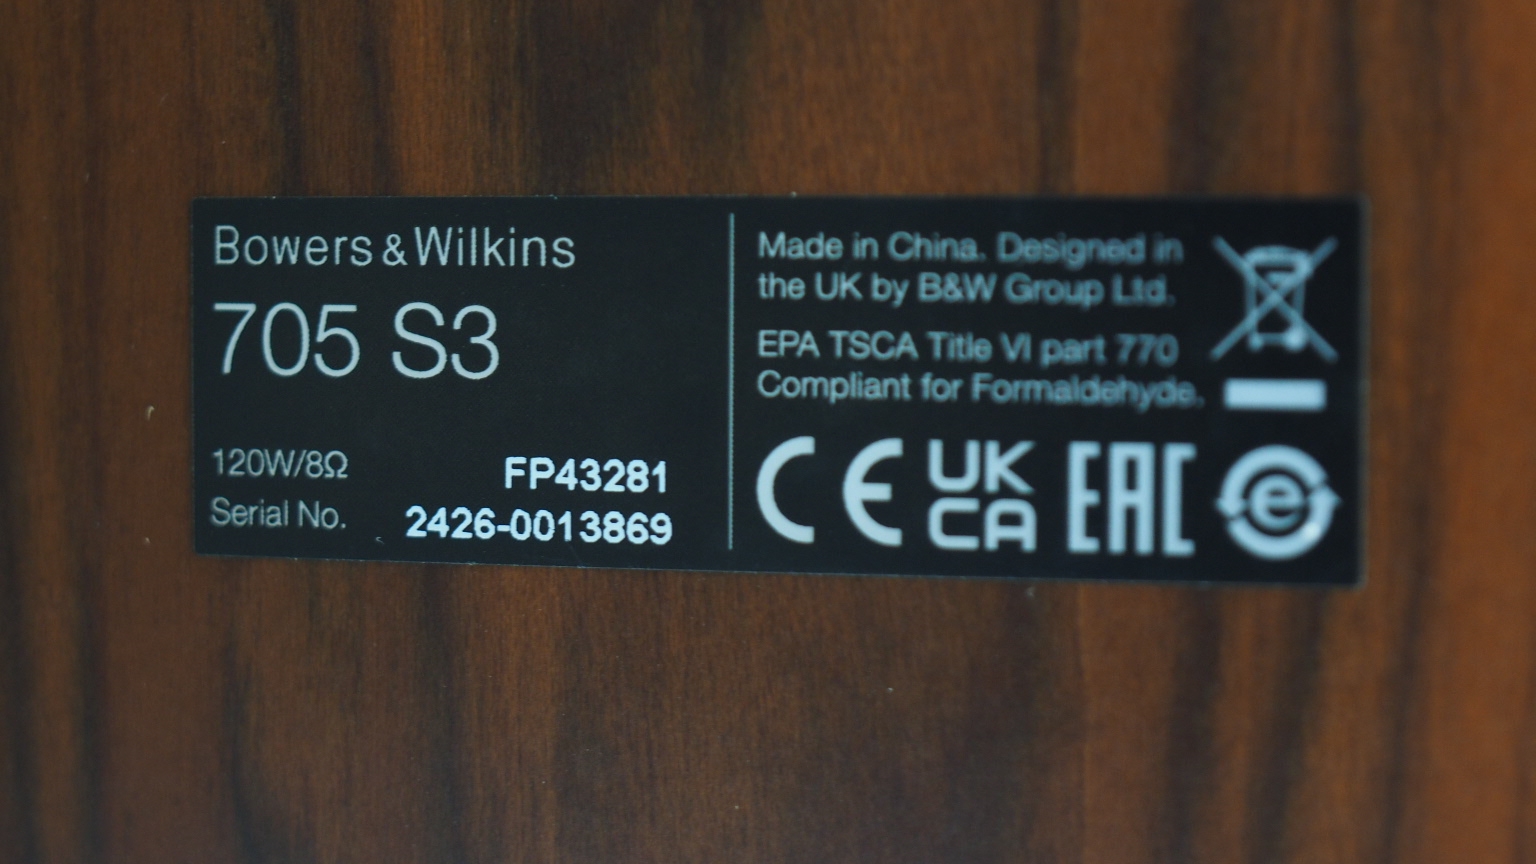 Bowers & Wilkins
705 S3
120W/8Ω
FP43281
Serial No. 2426-0013869
Made in China. Designed in
the UK by B&W Group Ltd.
EPA TSCA Title VI part 770
Compliant for Formaldehyde.
CE UK CA EAC e